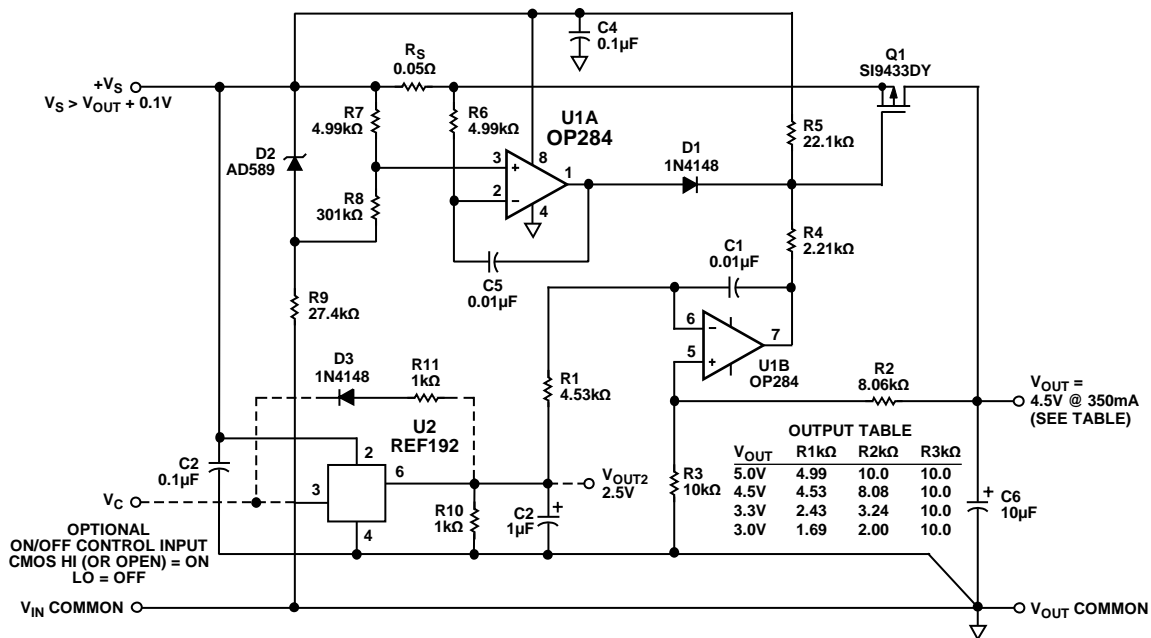 C4
0.1µF
RS
0.05Ω
Q1
SI9433DY
+VS
VS > VOUT + 0.1V
R7
4.99kΩ
R6
4.99kΩ
U1A
OP284
R5
22.1kΩ
D2
AD589
D1
1N4148
3
+
8
1
2
−
4
R8
301kΩ
R4
2.21kΩ
C1
0.01µF
C5
0.01µF
R9
27.4kΩ
6
−
7
5
+
U1B
OP284
D3
1N4148
R11
1kΩ
R1
4.53kΩ
R2
8.06kΩ
VOUT =
4.5V @ 350mA
(SEE TABLE)
U2
REF192
OUTPUT TABLE
VOUT R1kΩ R2kΩ R3kΩ
5.0V 4.99 10.0 10.0
4.5V 4.53 8.08 10.0
3.3V 2.43 3.24 10.0
3.0V 1.69 2.00 10.0
C2
0.1µF
2
6
3
4
VOUT2
2.5V
R3
10kΩ
VC
R10
1kΩ
C2
1µF
+
C6
10µF
+
OPTIONAL
ON/OFF CONTROL INPUT
CMOS HI (OR OPEN) = ON
LO = OFF
VIN COMMON
VOUT COMMON